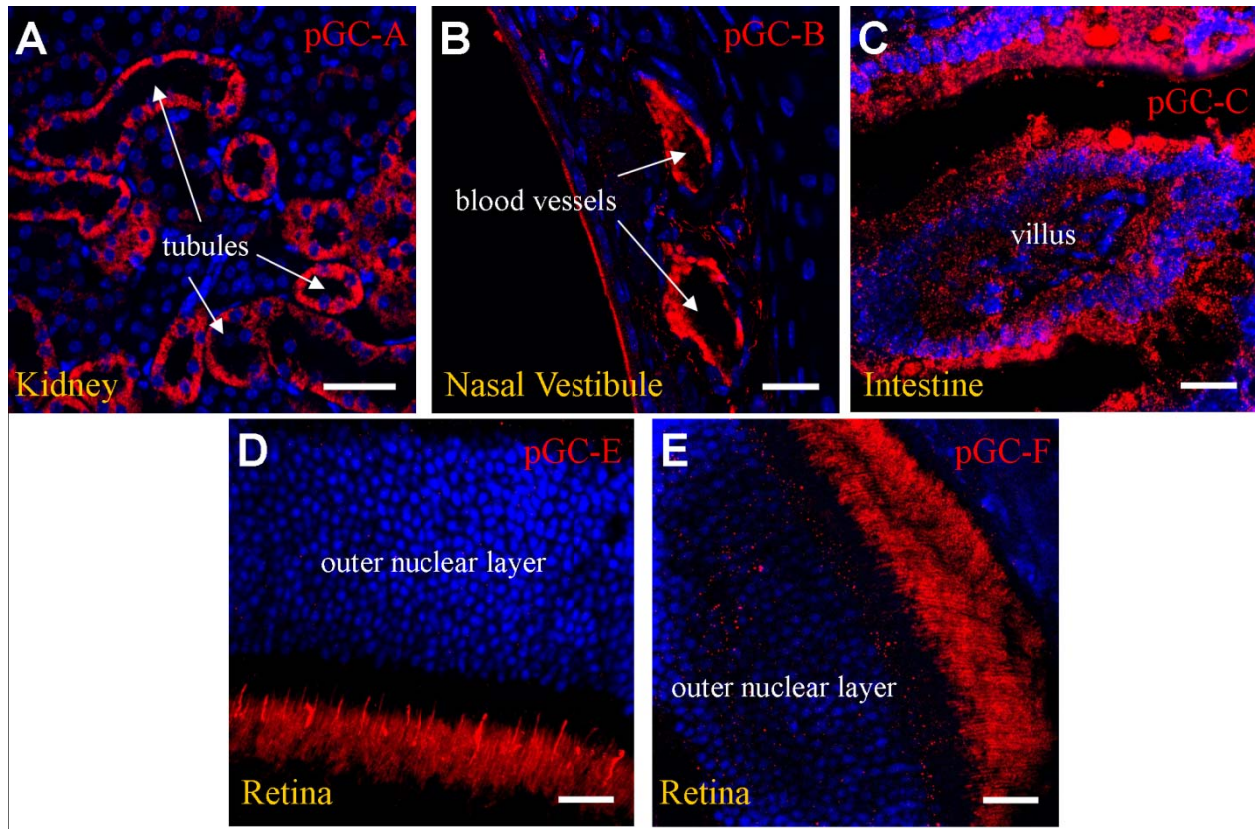 A
pGC-A
tubules
Kidney
B
pGC-B
blood vessels
Nasal Vestibule
C
pGC-C
villus
Intestine
D
pGC-E
outer nuclear layer
Retina
E
pGC-F
outer nuclear layer
Retina